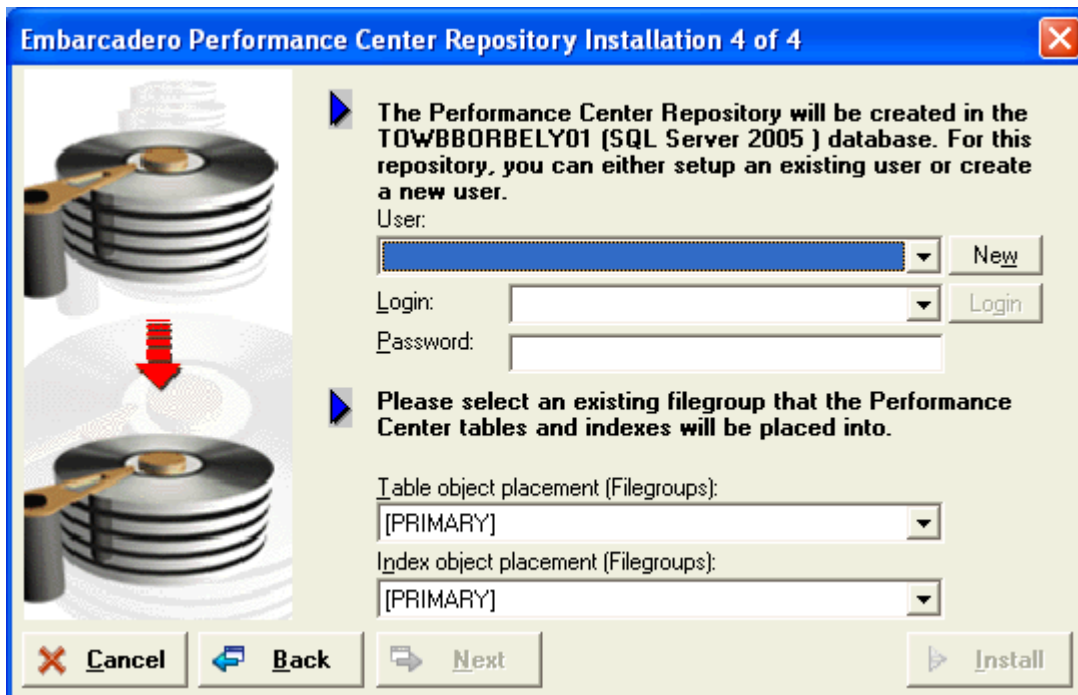 Embarcadero Performance Center Repository Installation 4 of 4
The Performance Center Repository will be created in the
TOWBBORBELY01 (SQL Server 2005 ) database. For this
repository, you can either setup an existing user or create
a new user.
User:
New
Login:
Login
Password:
Please select an existing filegroup that the Performance
Center tables and indexes will be placed into.
Table object placement (Filegroups):
[PRIMARY]
Index object placement (Filegroups):
[PRIMARY]
Cancel
Back
Next
Install